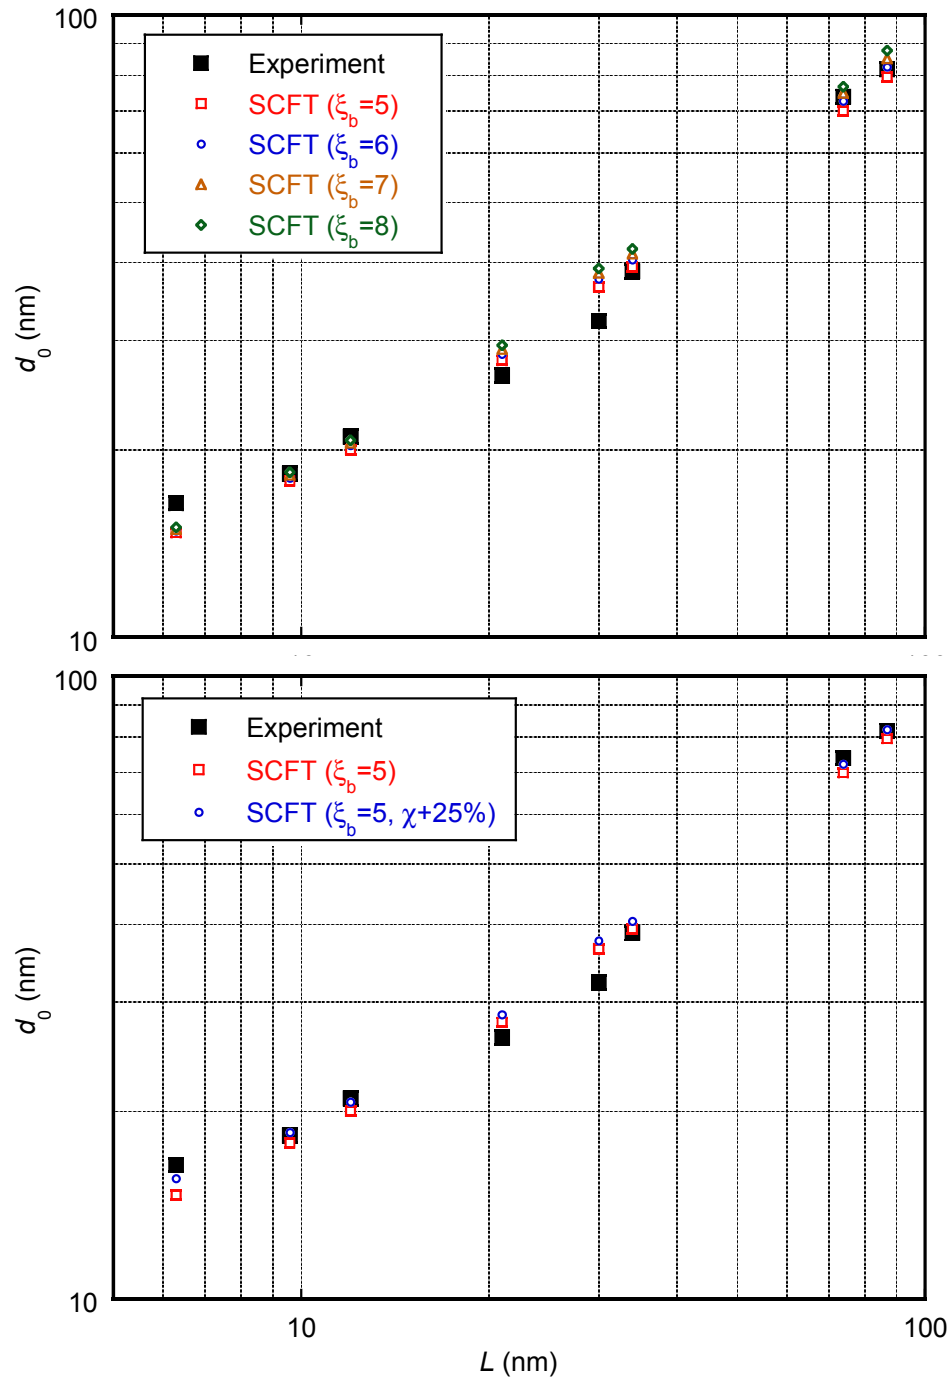 100
Experiment
SCFT (ξb=5)
SCFT (ξb=6)
SCFT (ξb=7)
SCFT (ξb=8)
d0 (nm)
10
100
Experiment
SCFT (ξb=5)
SCFT (ξb=5, χ+25%)
d0 (nm)
10
10
100
L (nm)